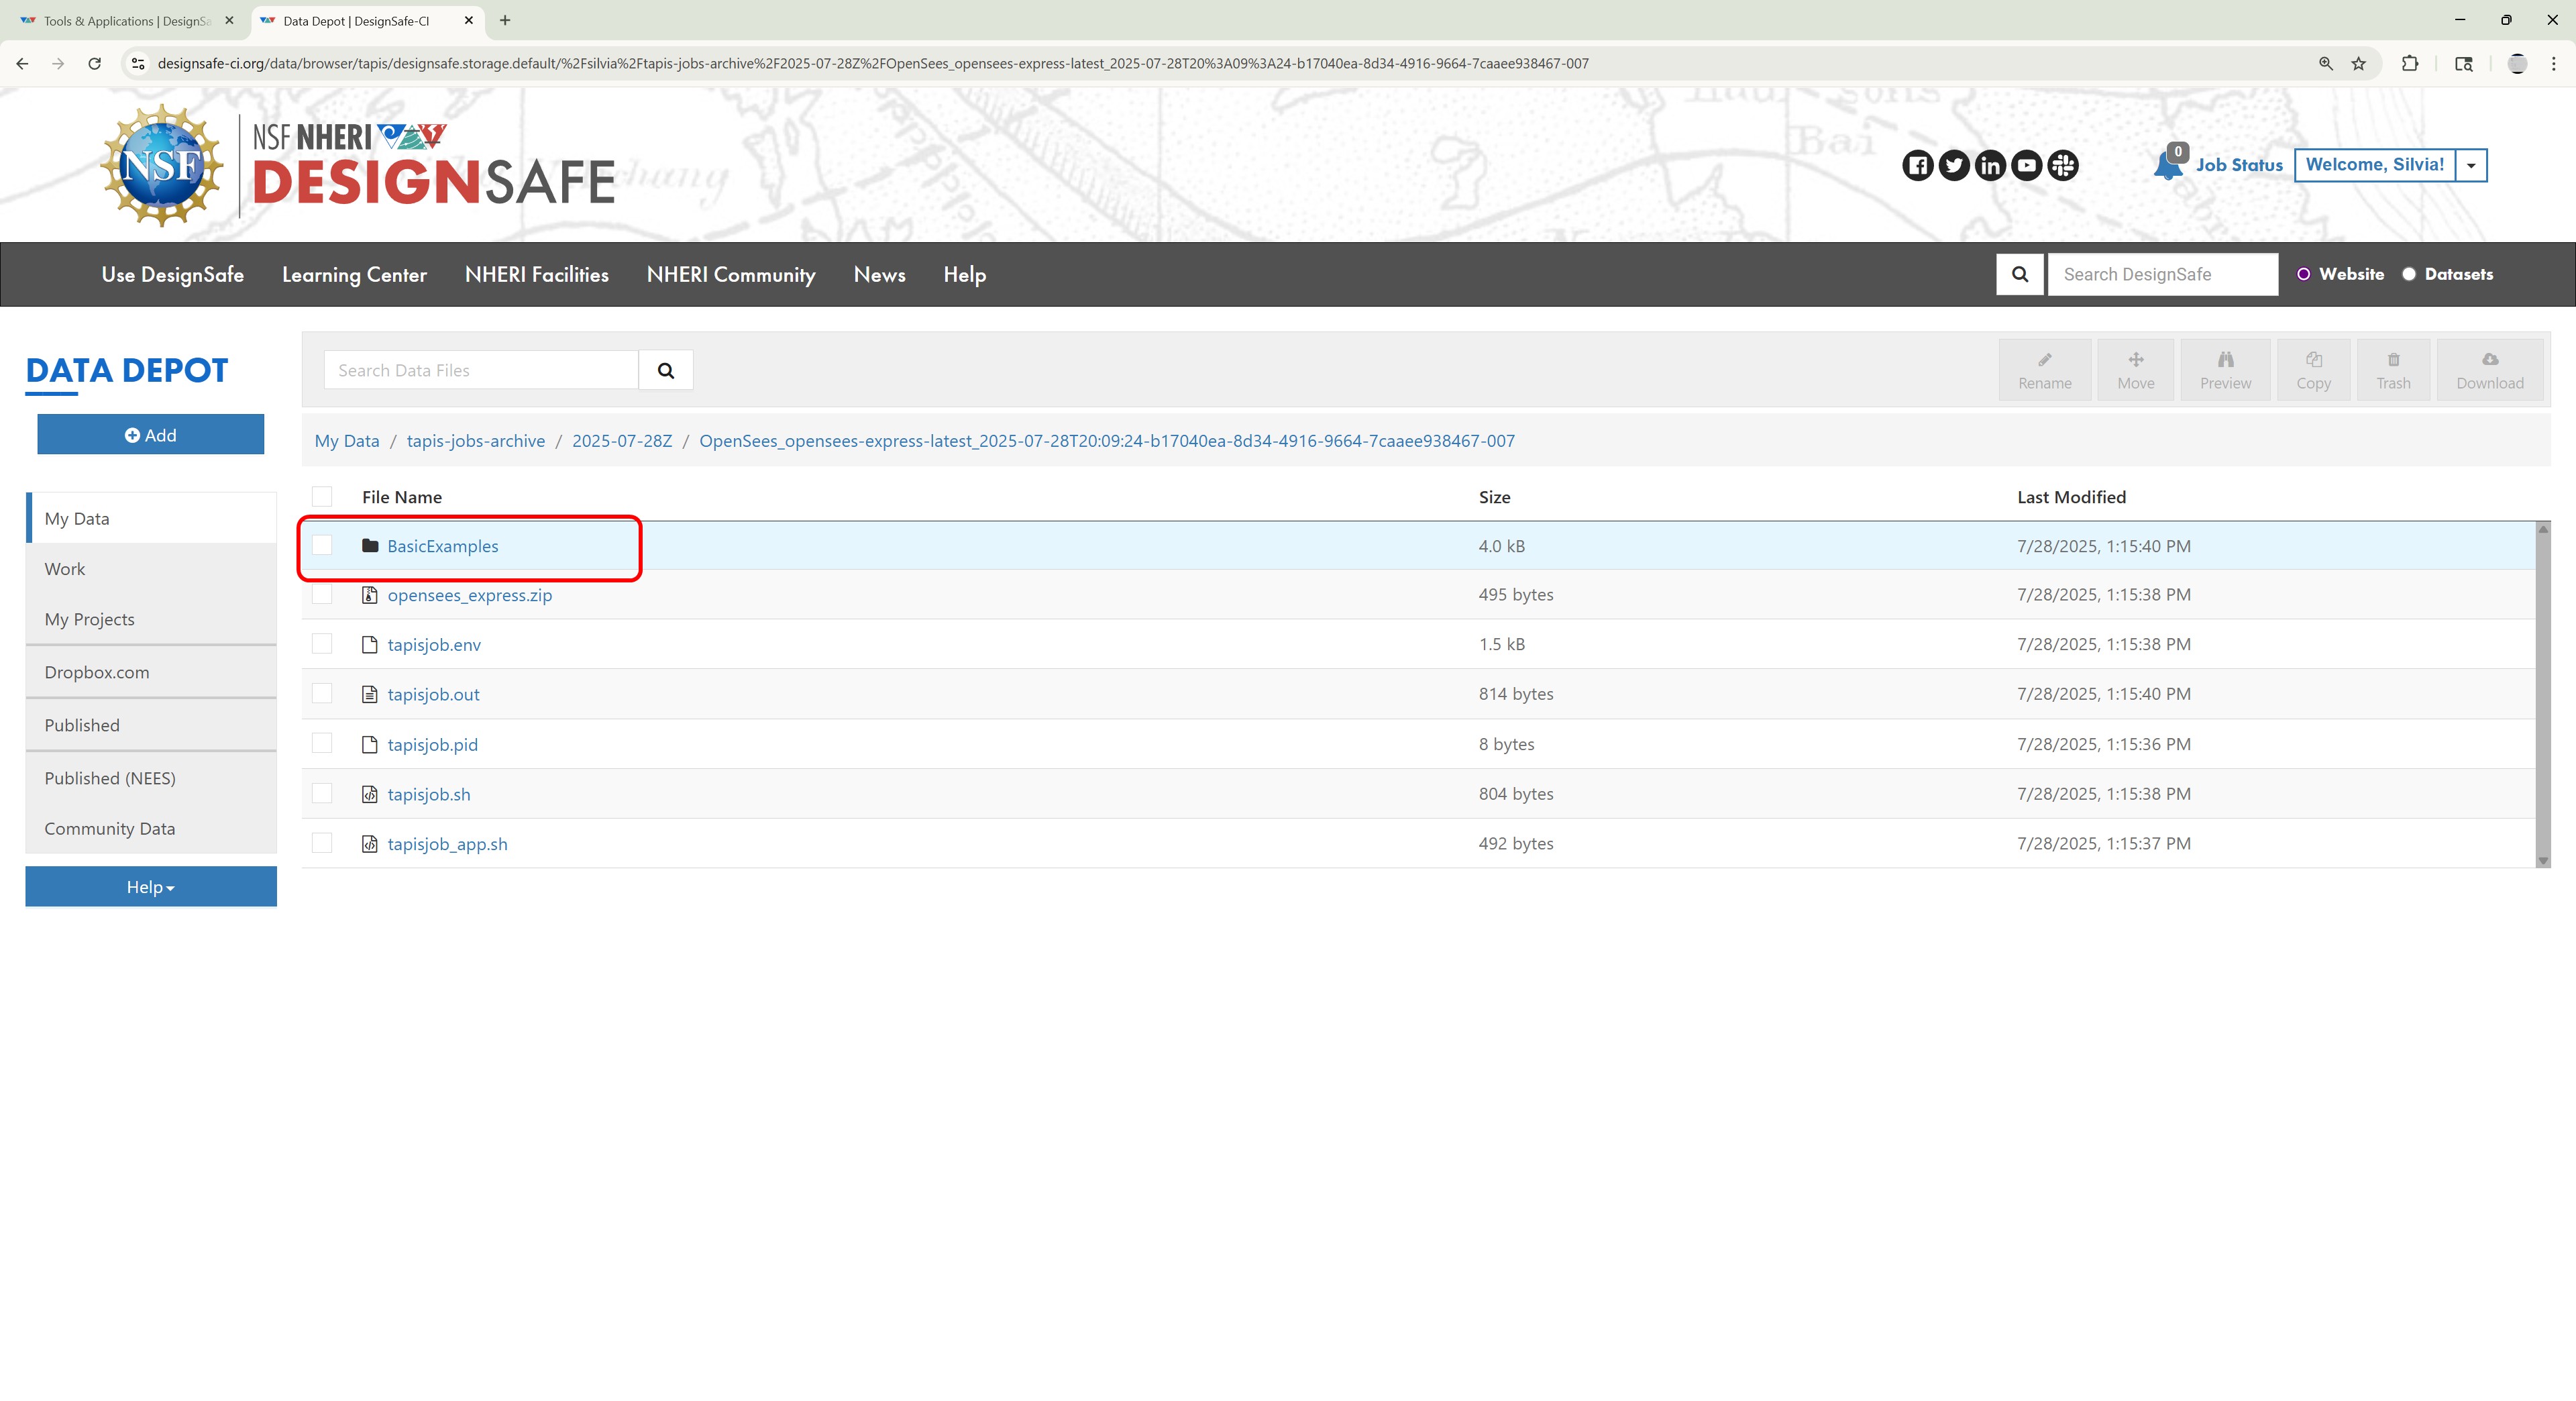 Tools & Applications | DesignSa
Data Depot | DesignSafe-CI
designsafe-ci.org/data/browser/tapis/designsafe.storage.default/%2Fsilvia%2Ftapis-jobs-archive%2F2025-07-28Z%2FOpenSees_opensees-express-latest_2025-07-28T20%3A09%3A24-b17040ea-8d34-4916-9664-7caaee938467-007
NSF
NSF NHERI
DESIGNSAFE
0
Job Status
Welcome, Silvia!
Use DesignSafe
Learning Center
NHERI Facilities
NHERI Community
News
Help
Search DesignSafe
Website
Datasets
DATA DEPOT
Add
My Data
Work
My Projects
Dropbox.com
Published
Published (NEES)
Community Data
Help
Search Data Files
Rename
Move
Preview
Copy
Trash
Download
My Data / tapis-jobs-archive / 2025-07-28Z / OpenSees_opensees-express-latest_2025-07-28T20:09:24-b17040ea-8d34-4916-9664-7caaee938467-007
File Name Size Last Modified
BasicExamples 4.0 kB 7/28/2025, 1:15:40 PM
opensees_express.zip 495 bytes 7/28/2025, 1:15:38 PM
tapisjob.env 1.5 kB 7/28/2025, 1:15:38 PM
tapisjob.out 814 bytes 7/28/2025, 1:15:40 PM
tapisjob.pid 8 bytes 7/28/2025, 1:15:36 PM
tapisjob.sh 804 bytes 7/28/2025, 1:15:38 PM
tapisjob_app.sh 492 bytes 7/28/2025, 1:15:37 PM